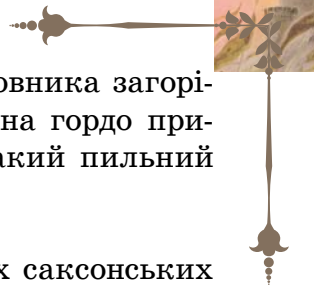 овника загорі-
на гордо при-
акий пильний
х саксонських